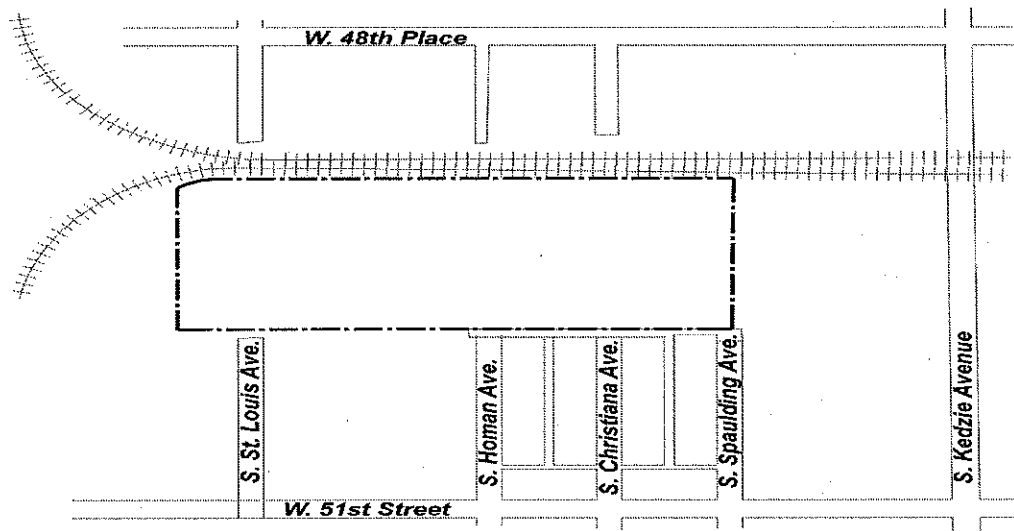 W. 48th Place
S. St. Louis Ave.
S. Homan Ave.
S. Christiana Ave.
S. Spaulding Ave.
S. Kedzie Avenue
W. 51st Street